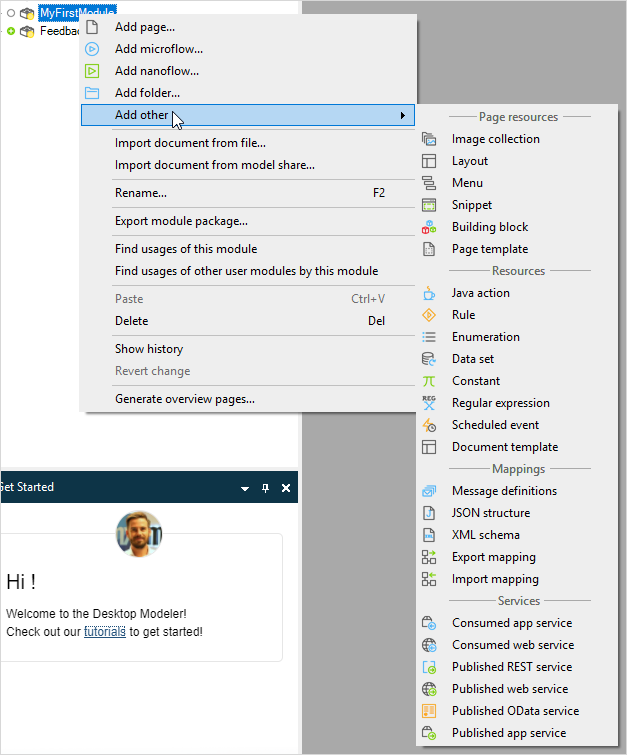 MyFirstModule
Feedback
Add page...
Add microflow...
Add nanoflow...
Add folder...
Add other
Import document from file...
Import document from model share...
Rename... F2
Export module package...
Find usages of this module
Find usages of other user modules by this module
Paste Ctrl+V
Delete Del
Show history
Revert change
Generate overview pages...
Page resources
Image collection
Layout
Menu
Snippet
Building block
Page template
Resources
Java action
Rule
Enumeration
Data set
Constant
Regular expression
Scheduled event
Document template
Mappings
Message definitions
JSON structure
XML schema
Export mapping
Import mapping
Services
Consumed app service
Consumed web service
Published REST service
Published web service
Published OData service
Published app service
Get Started
Hi !
Welcome to the Desktop Modeler!
Check out our tutorials to get started!